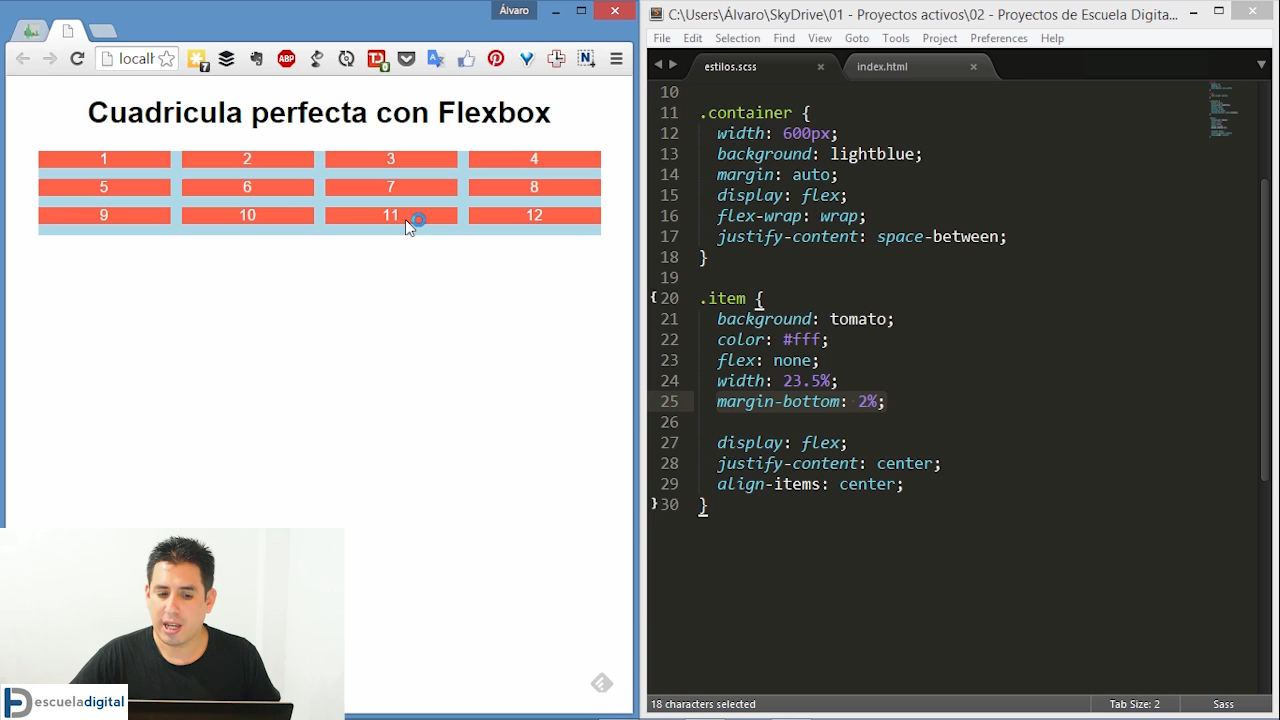 Álvaro
localh
7
ABP
TD
0
N
Cuadricula perfecta con Flexbox
1 2 3 4
5 6 7 8
9 10 11 12
escueladigital
C:\Users\Álvaro\SkyDrive\01 - Proyectos activos\02 - Proyectos de Escuela Digita...
File Edit Selection Find View Goto Tools Project Preferences Help
estilos.scss
index.html
10
11 .container {
12 width: 600px;
13 background: lightblue;
14 margin: auto;
15 display: flex;
16 flex-wrap: wrap;
17 justify-content: space-between;
18 }
19
20 .item {
21 background: tomato;
22 color: #fff;
23 flex: none;
24 width: 23.5%;
25 margin-bottom: 2%;
26
27 display: flex;
28 justify-content: center;
29 align-items: center;
30 }
18 characters selected
Tab Size: 2
Sass